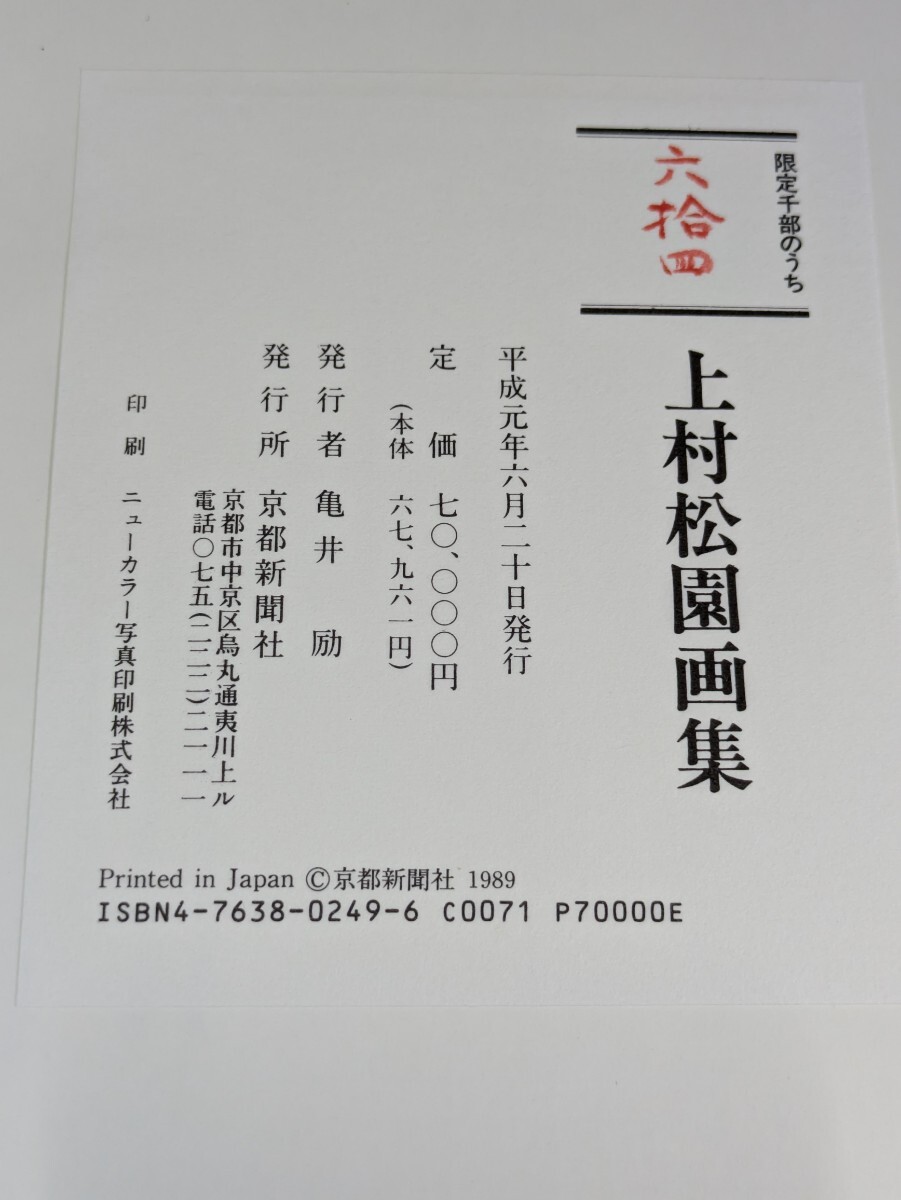 限定千部のうち
六拾四
上村松園画集
平成元年六月二十日発行
定価 七〇、〇〇〇円
(本体 六七、九六一円)
発行者 亀井 励
発行所 京都新聞社
京都市中京区烏丸通夷川上ル
電話〇七五(二二二)二一一一
印刷 ニューカラー写真印刷株式会社
Printed in Japan ©京都新聞社 1989
ISBN4-7638-0249-6 C0071 P70000E